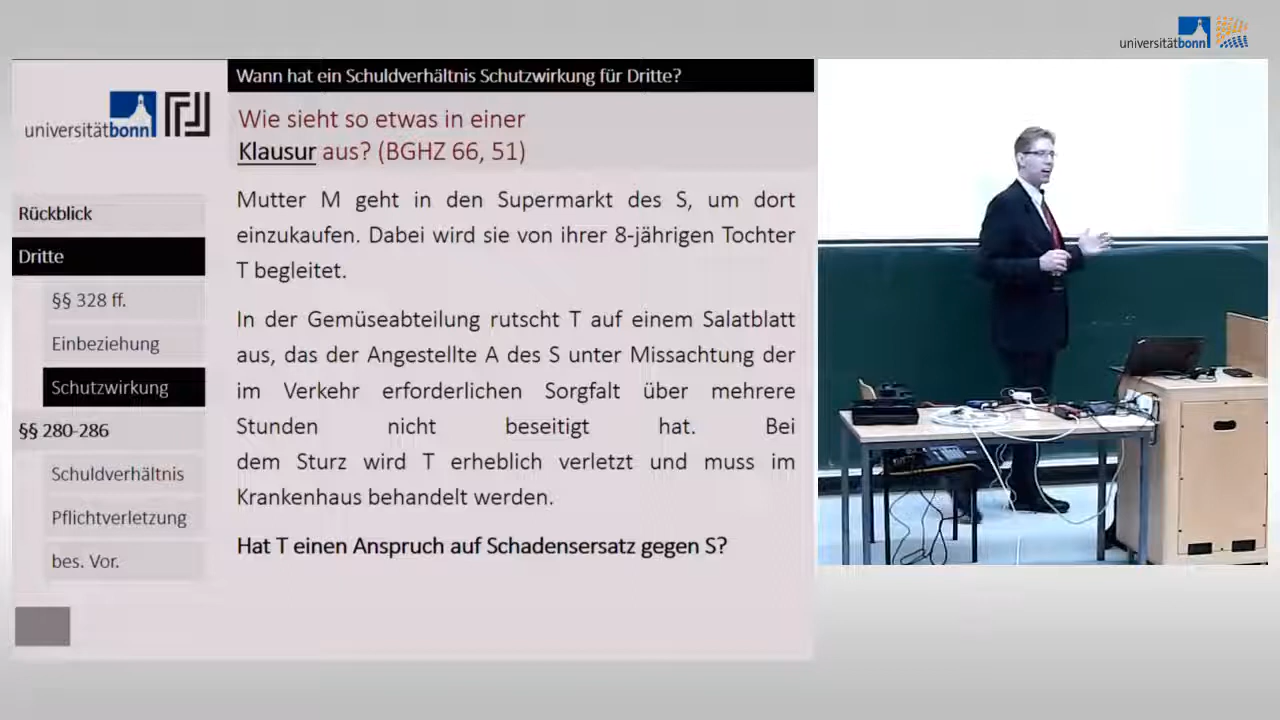 universitätbonn
Wann hat ein Schuldverhältnis Schutzwirkung für Dritte?
universitätbonn
Wie sieht so etwas in einer
Klausur aus? (BGHZ 66, 51)
Rückblick
Dritte
§§ 328 ff.
Einbeziehung
Schutzwirkung
§§ 280-286
Schuldverhältnis
Pflichtverletzung
bes. Vor.
Mutter M geht in den Supermarkt des S, um dort
einzukaufen. Dabei wird sie von ihrer 8-jährigen Tochter
T begleitet.
In der Gemüseabteilung rutscht T auf einem Salatblatt
aus, das der Angestellte A des S unter Missachtung der
im Verkehr erforderlichen Sorgfalt über mehrere
Stunden nicht beseitigt hat. Bei
dem Sturz wird T erheblich verletzt und muss im
Krankenhaus behandelt werden.
Hat T einen Anspruch auf Schadensersatz gegen S?